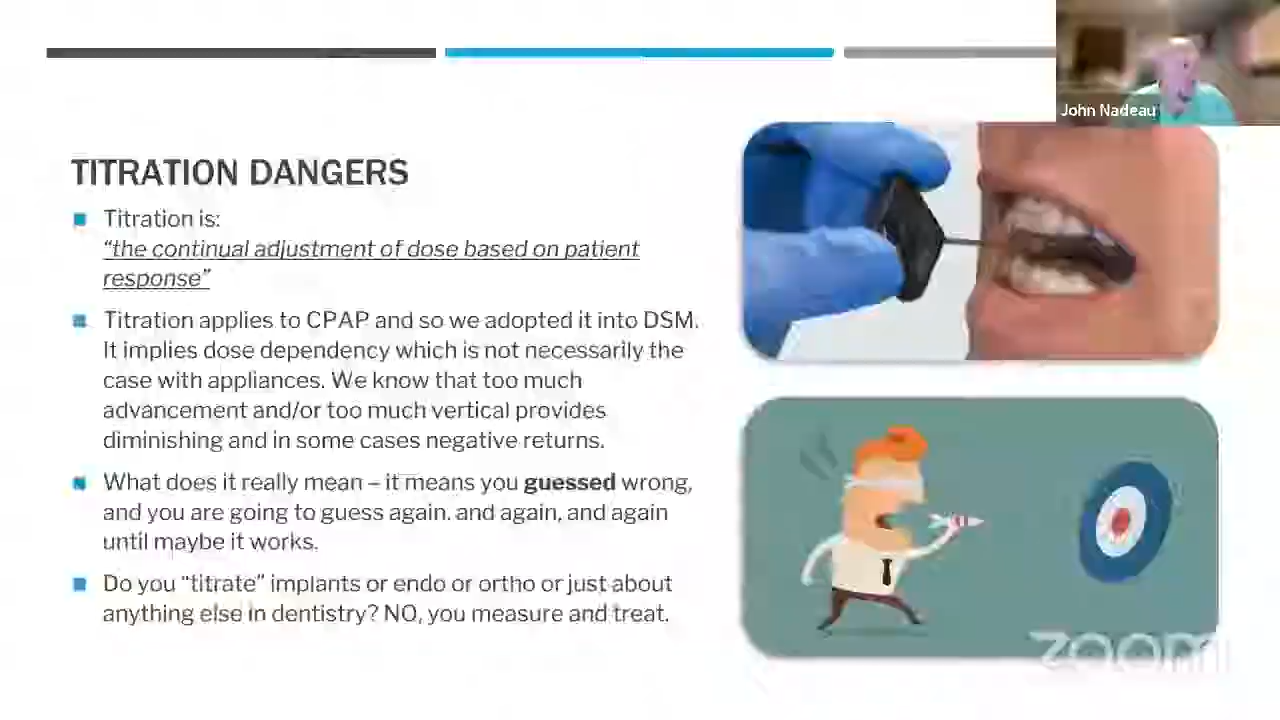 John Nadeau
TITRATION DANGERS
Titration is:
“the continual adjustment of dose based on patient
response”
Titration applies to CPAP and so we adopted it into DSM.
It implies dose dependency which is not necessarily the
case with appliances. We know that too much
advancement and/or too much vertical provides
diminishing and in some cases negative returns.
What does it really mean – it means you guessed wrong,
and you are going to guess again. and again, and again
until maybe it works.
Do you “titrate” implants or endo or ortho or just about
anything else in dentistry? NO, you measure and treat.
zoom